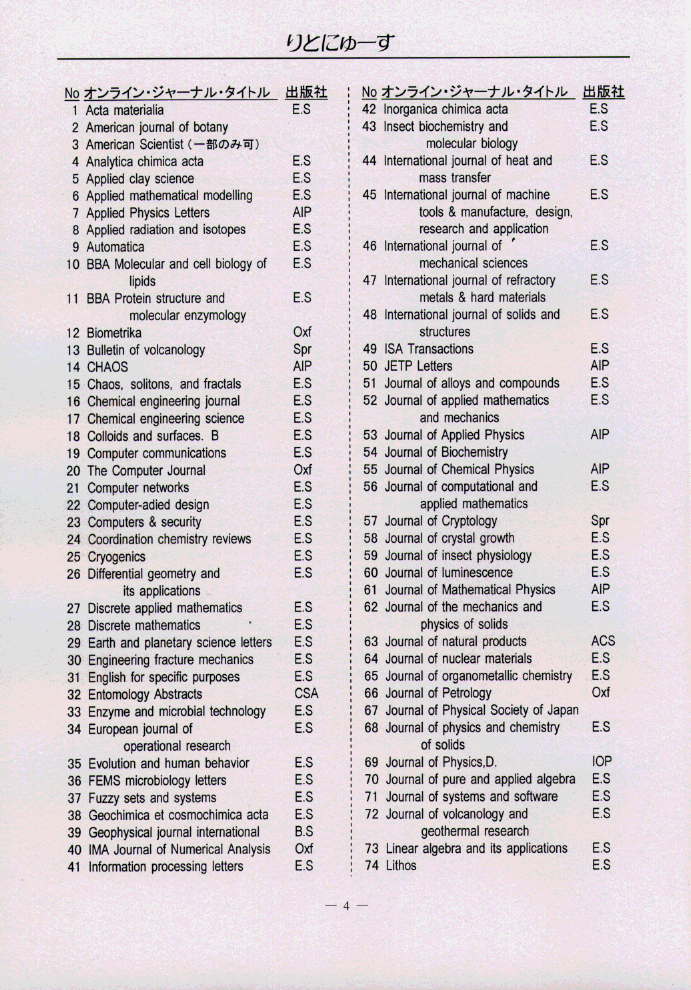 りとにゅーす
No オンライン・ジャーナル・タイトル 出版社
1 Acta materialia E.S
2 American journal of botany
3 American Scientist (一部のみ可)
4 Analytica chimica acta E.S
5 Applied clay science E.S
6 Applied mathematical modelling E.S
7 Applied Physics Letters AIP
8 Applied radiation and isotopes E.S
9 Automatica E.S
10 BBA Molecular and cell biology of E.S
lipids
11 BBA Protein structure and E.S
molecular enzymology
12 Biometrika Oxf
13 Bulletin of volcanology Spr
14 CHAOS AIP
15 Chaos, solitons, and fractals E.S
16 Chemical engineering journal E.S
17 Chemical engineering science E.S
18 Colloids and surfaces. B E.S
19 Computer communications E.S
20 The Computer Journal Oxf
21 Computer networks E.S
22 Computer-adied design E.S
23 Computers & security E.S
24 Coordination chemistry reviews E.S
25 Cryogenics E.S
26 Differential geometry and E.S
its applications
27 Discrete applied mathematics E.S
28 Discrete mathematics E.S
29 Earth and planetary science letters E.S
30 Engineering fracture mechanics E.S
31 English for specific purposes E.S
32 Entomology Abstracts CSA
33 Enzyme and microbial technology E.S
34 European journal of E.S
operational research
35 Evolution and human behavior E.S
36 FEMS microbiology letters E.S
37 Fuzzy sets and systems E.S
38 Geochimica et cosmochimica acta E.S
39 Geophysical journal international B.S
40 IMA Journal of Numerical Analysis Oxf
41 Information processing letters E.S
No オンライン・ジャーナル・タイトル 出版社
42 Inorganica chimica acta E.S
43 Insect biochemistry and E.S
molecular biology
44 International journal of heat and E.S
mass transfer
45 International journal of machine E.S
tools & manufacture, design,
research and application
46 International journal of E.S
mechanical sciences
47 International journal of refractory E.S
metals & hard materials
48 International journal of solids and E.S
structures
49 ISA Transactions E.S
50 JETP Letters AIP
51 Journal of alloys and compounds E.S
52 Journal of applied mathematics E.S
and mechanics
53 Journal of Applied Physics AIP
54 Journal of Biochemistry
55 Journal of Chemical Physics AIP
56 Journal of computational and E.S
applied mathematics
57 Journal of Cryptology Spr
58 Journal of crystal growth E.S
59 Journal of insect physiology E.S
60 Journal of luminescence E.S
61 Journal of Mathematical Physics AIP
62 Journal of the mechanics and E.S
physics of solids
63 Journal of natural products ACS
64 Journal of nuclear materials E.S
65 Journal of organometallic chemistry E.S
66 Journal of Petrology Oxf
67 Journal of Physical Society of Japan
68 Journal of physics and chemistry E.S
of solids
69 Journal of Physics,D. IOP
70 Journal of pure and applied algebra E.S
71 Journal of systems and software E.S
72 Journal of volcanology and E.S
geothermal research
73 Linear algebra and its applications E.S
74 Lithos E.S
— 4 —